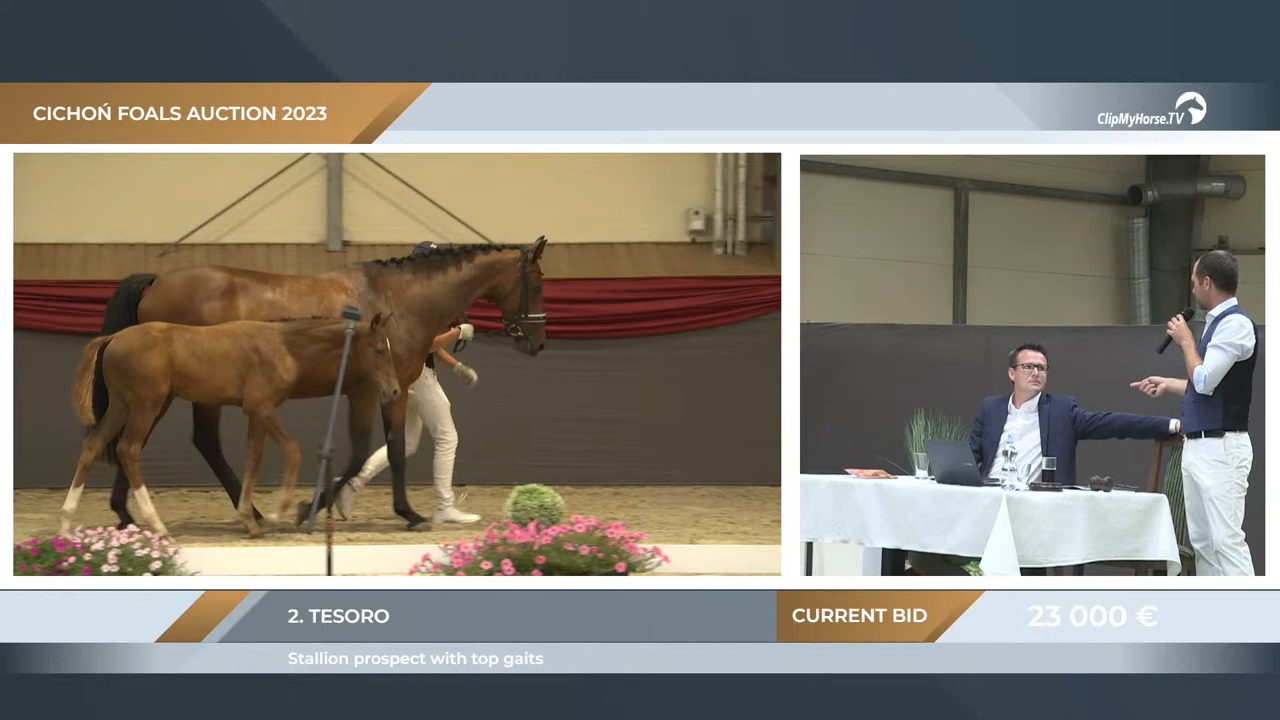 CICHOŃ FOALS AUCTION 2023
ClipMyHorse.TV
2. TESORO
CURRENT BID
23 000 €
Stallion prospect with top gaits